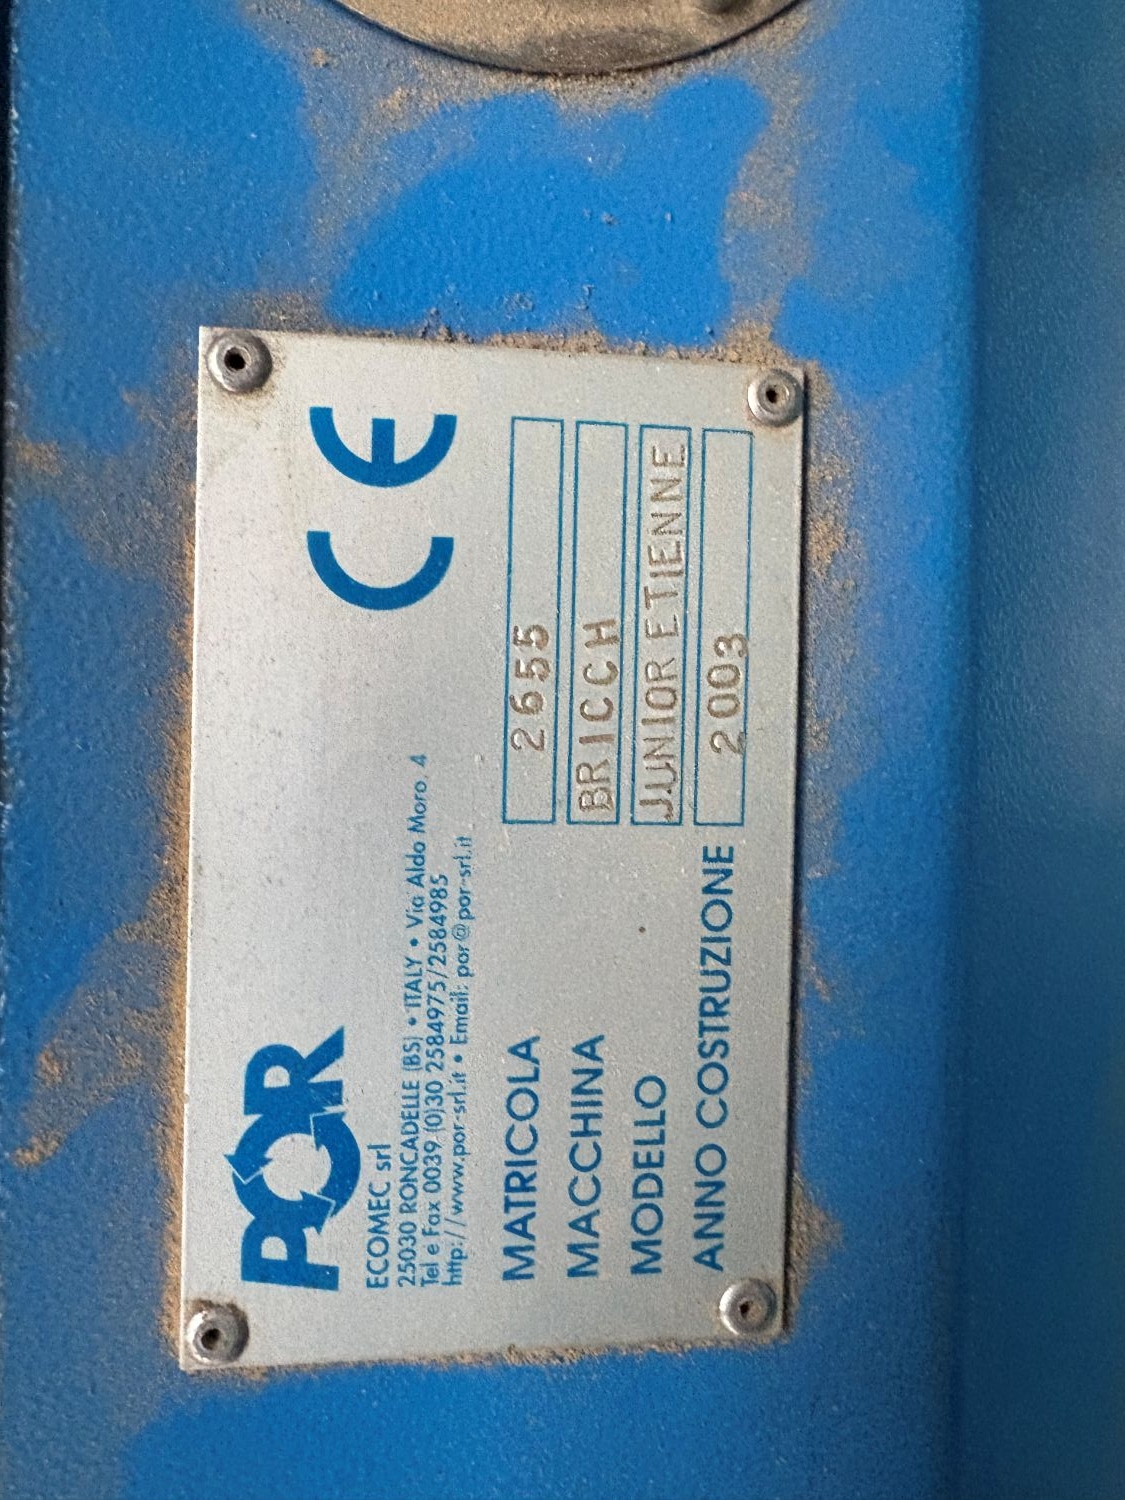 POR
CE
ECOMEC srl
25030 RONCADELLE (BS) • ITALY • Via Aldo Moro, 4
Tel e Fax 0039 (0)30 2584975/2584985
http://www.por-srl.it • Email: por@por-srl.it
MATRICOLA 2655
MACCHINA BRICCH
MODELLO JUNIOR ETIENNE
ANNO COSTRUZIONE 2003